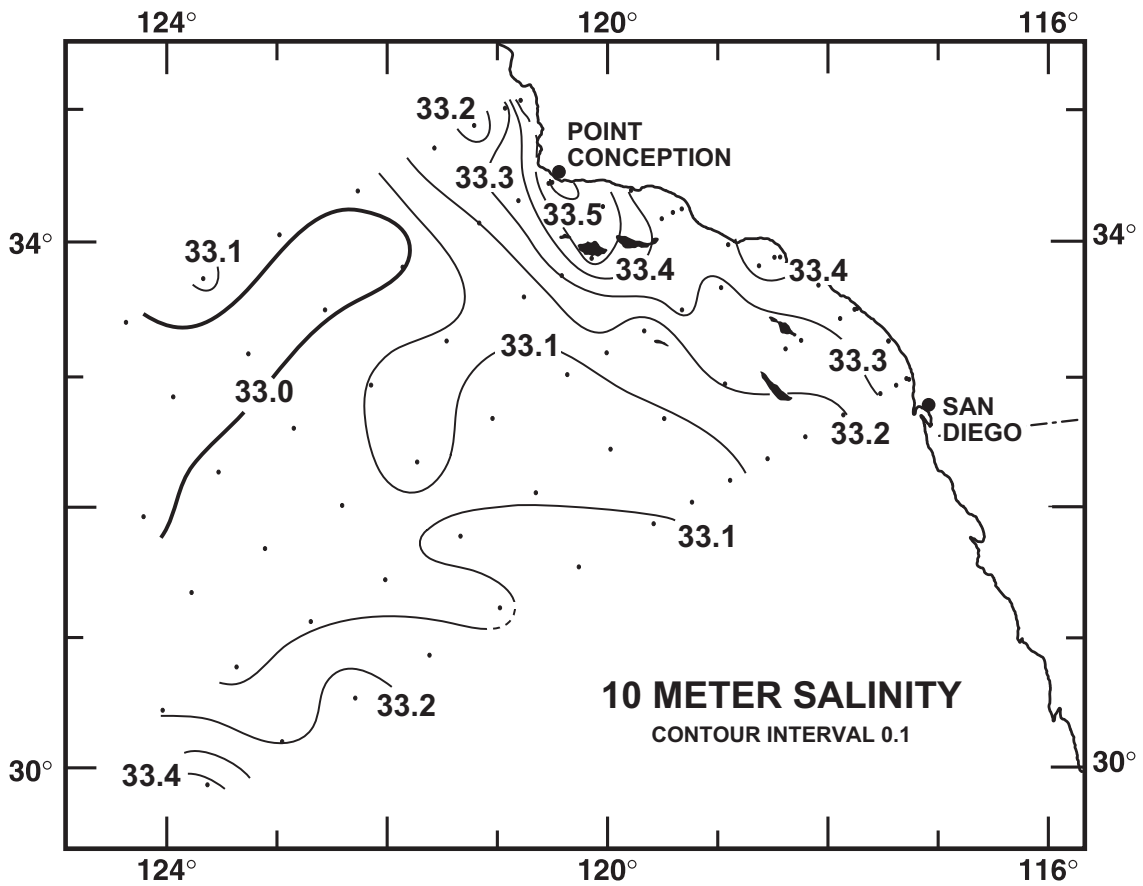 124° 120° 116°
33.2
POINT
CONCEPTION
33.3
33.5
34° 34°
33.1
33.4 33.4
33.1
33.3
33.0
SAN
33.2
DIEGO
33.1
10 METER SALINITY
33.2
CONTOUR INTERVAL 0.1
30° 33.4 30°
124° 120° 116°